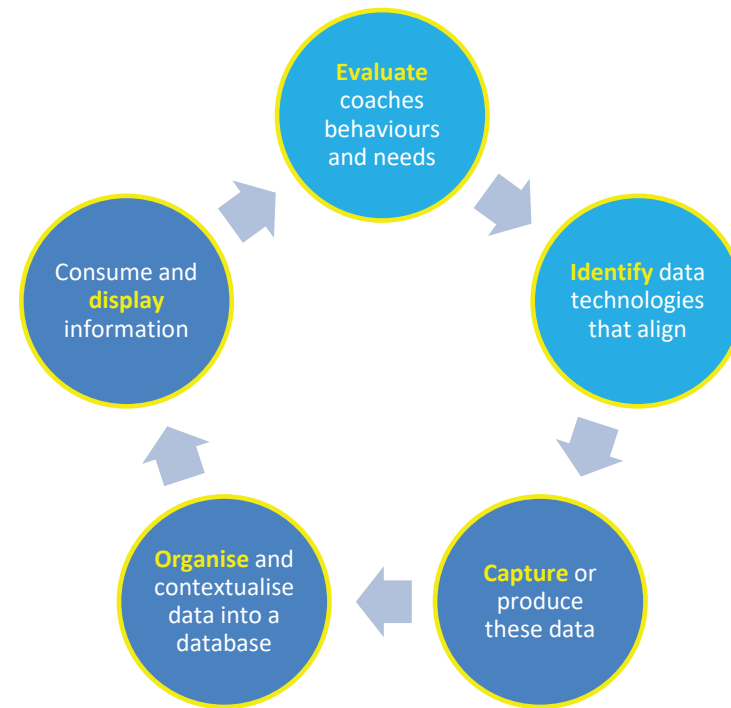 Evaluate
coaches
behaviours
and needs
Identify data
technologies
that align
Capture or
produce
these data
Organise and
contextualise
data into a
database
Consume and
display
information